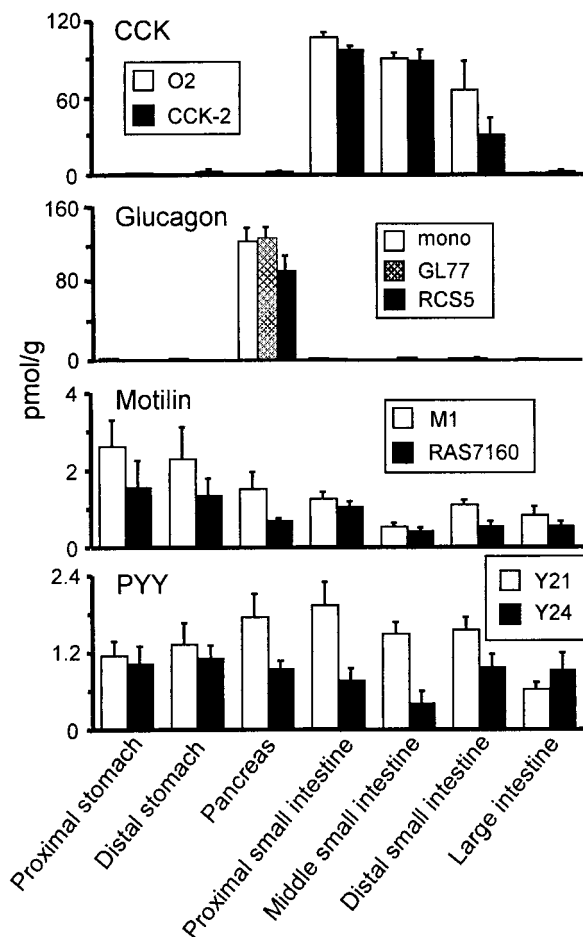 CCK
120
60
0
O2
CCK-2
Glucagon
160
80
0
mono
GL77
RCS5
pmol/g
Motilin
4
2
0
M1
RAS7160
PYY
2.4
1.2
0
Y21
Y24
Proximal stomach
Distal stomach
Pancreas
Proximal small intestine
Middle small intestine
Distal small intestine
Large intestine